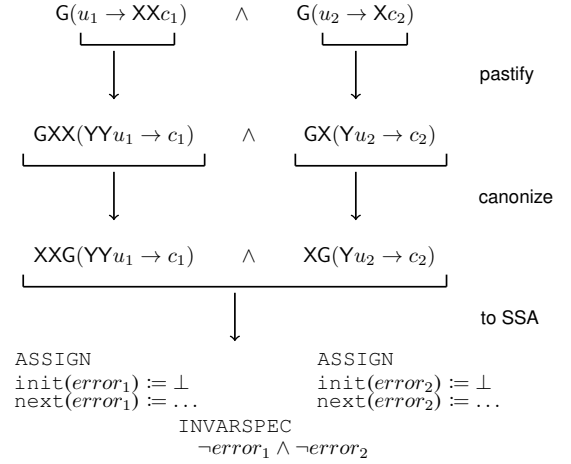 G(u₁ → XXc₁) ∧ G(u₂ → Xc₂)
pastify
GXX(YYu₁ → c₁) ∧ GX(Yu₂ → c₂)
canonize
XXG(YYu₁ → c₁) ∧ XG(Yu₂ → c₂)
to SSA
ASSIGN ASSIGN
init(error₁) := ⊥ init(error₂) := ⊥
next(error₁) := ... next(error₂) := ...
INVARSPEC
¬error₁ ∧ ¬error₂